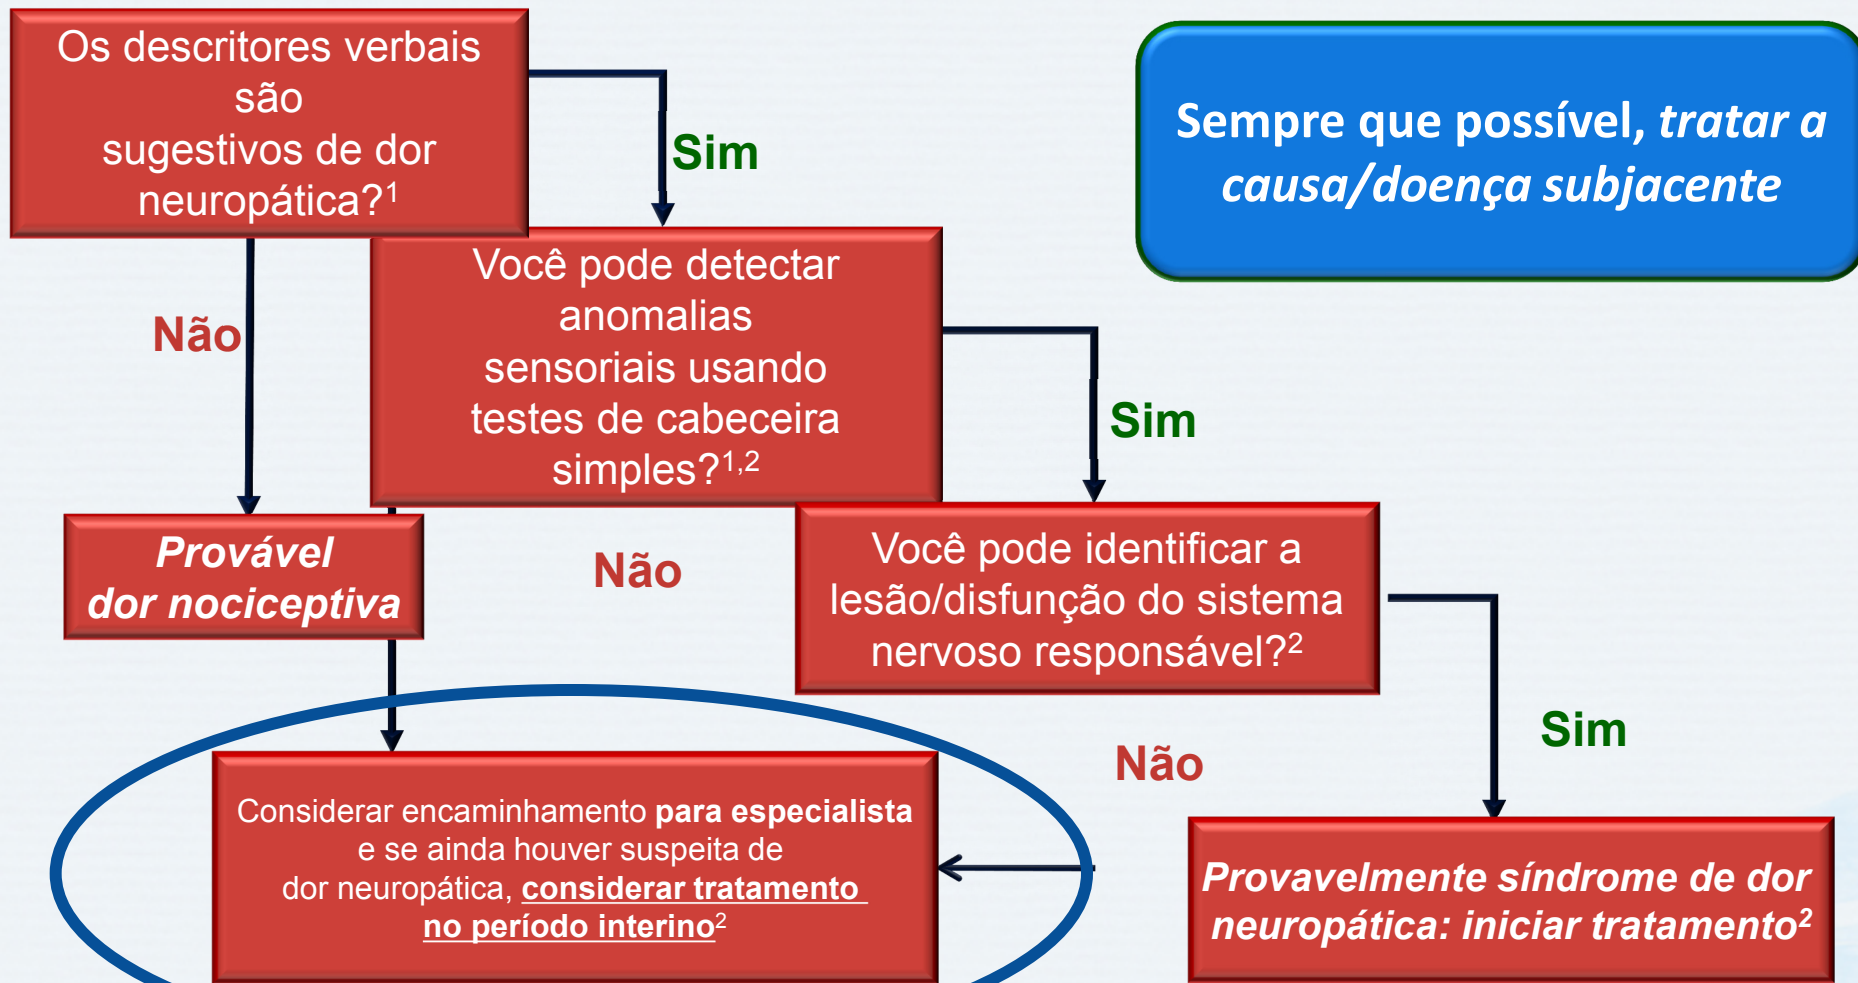 Os descritores verbais
são
sugestivos de dor
neuropática?¹
Sempre que possível, tratar a
causa/doença subjacente
Sim
Você pode detectar
anomalias
sensoriais usando
testes de cabeceira
simples?¹,²
Não
Sim
Provável
dor nociceptiva
Não
Você pode identificar a
lesão/disfunção do sistema
nervoso responsável?²
Sim
Não
Considerar encaminhamento para especialista
e se ainda houver suspeita de
dor neuropática, considerar tratamento
no período interino²
Provavelmente síndrome de dor
neuropática: iniciar tratamento²